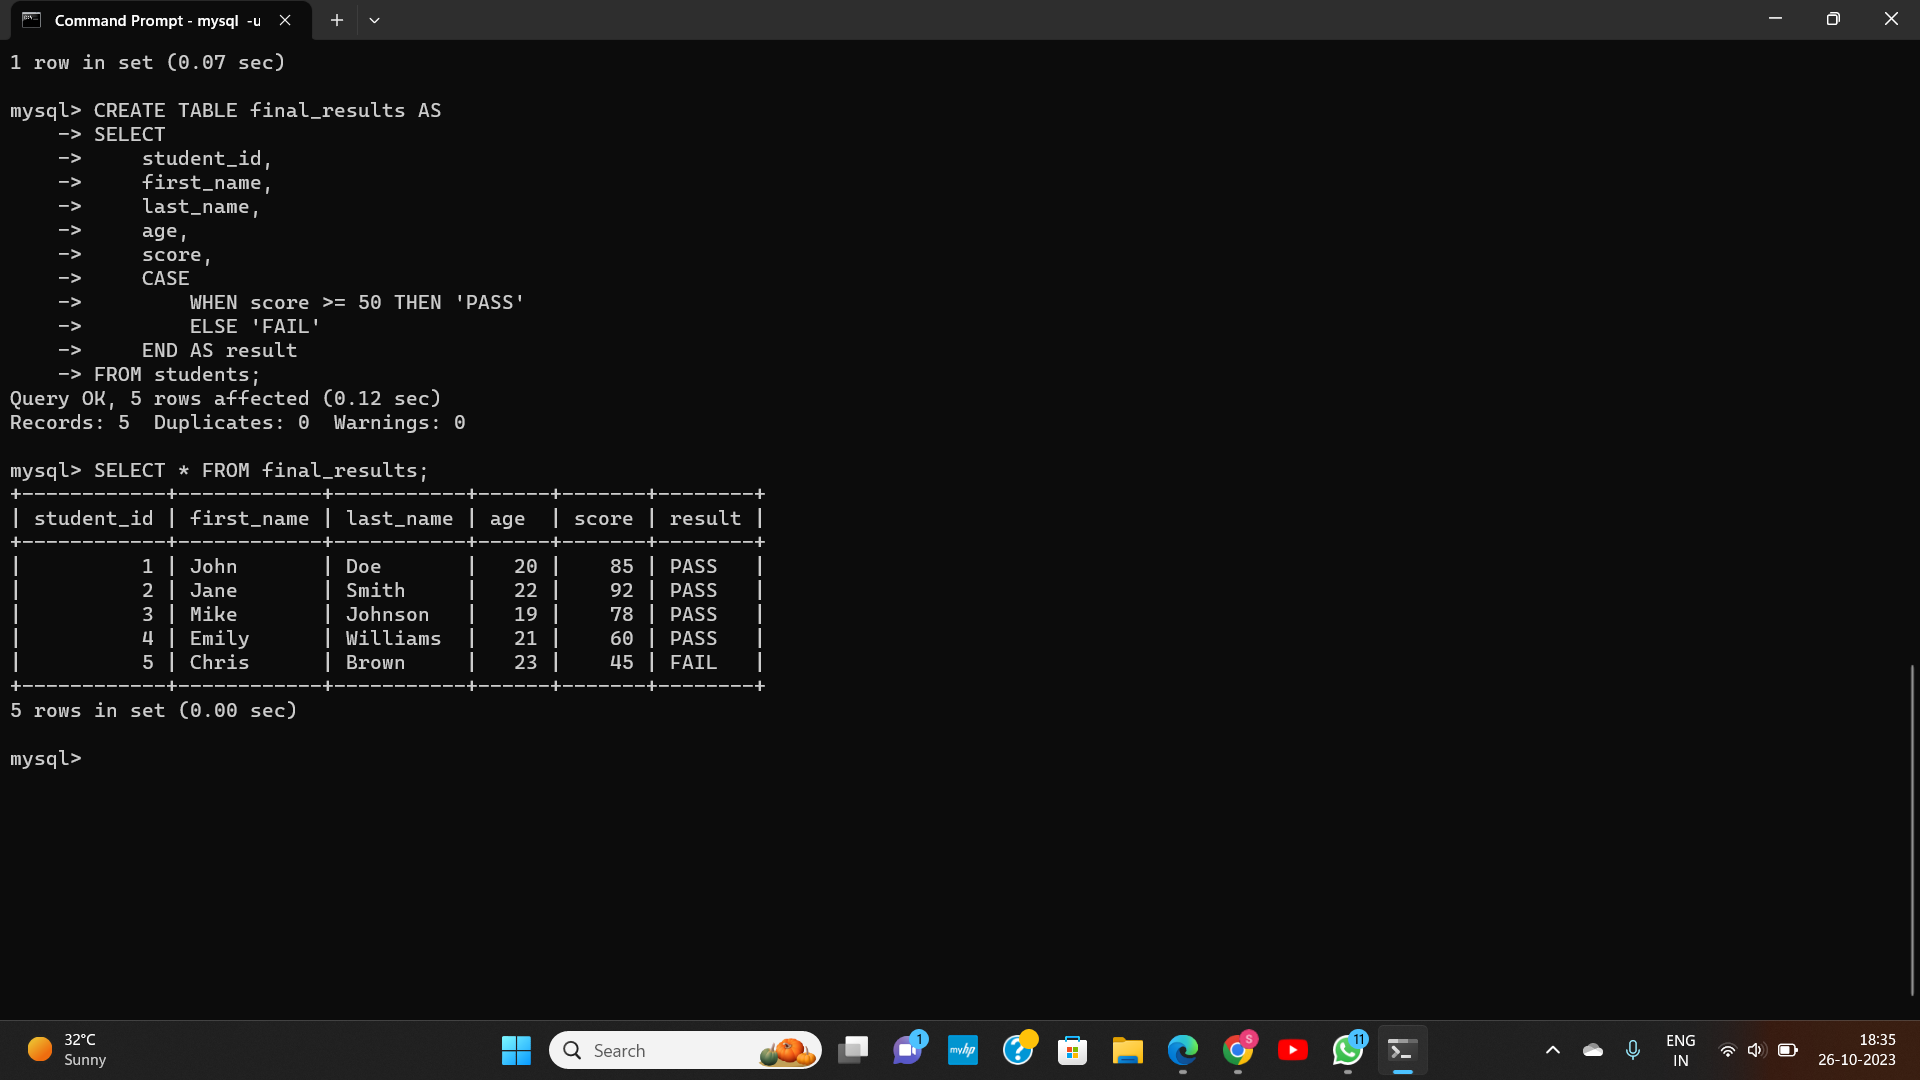 Command Prompt - mysql -u
1 row in set (0.07 sec)
mysql> CREATE TABLE final_results AS
    -> SELECT
    ->     student_id,
    ->     first_name,
    ->     last_name,
    ->     age,
    ->     score,
    ->     CASE
    ->         WHEN score >= 50 THEN 'PASS'
    ->         ELSE 'FAIL'
    ->     END AS result
    -> FROM students;
Query OK, 5 rows affected (0.12 sec)
Records: 5  Duplicates: 0  Warnings: 0
mysql> SELECT * FROM final_results;
+------------+------------+-----------+------+-------+--------+
| student_id | first_name | last_name | age  | score | result |
+------------+------------+-----------+------+-------+--------+
|          1 | John       | Doe       |   20 |    85 | PASS   |
|          2 | Jane       | Smith     |   22 |    92 | PASS   |
|          3 | Mike       | Johnson   |   19 |    78 | PASS   |
|          4 | Emily      | Williams  |   21 |    60 | PASS   |
|          5 | Chris      | Brown     |   23 |    45 | FAIL   |
+------------+------------+-----------+------+-------+--------+
5 rows in set (0.00 sec)
mysql>
32°C
Sunny
Search
1
myhp
S
11
ENG
IN
18:35
26-10-2023